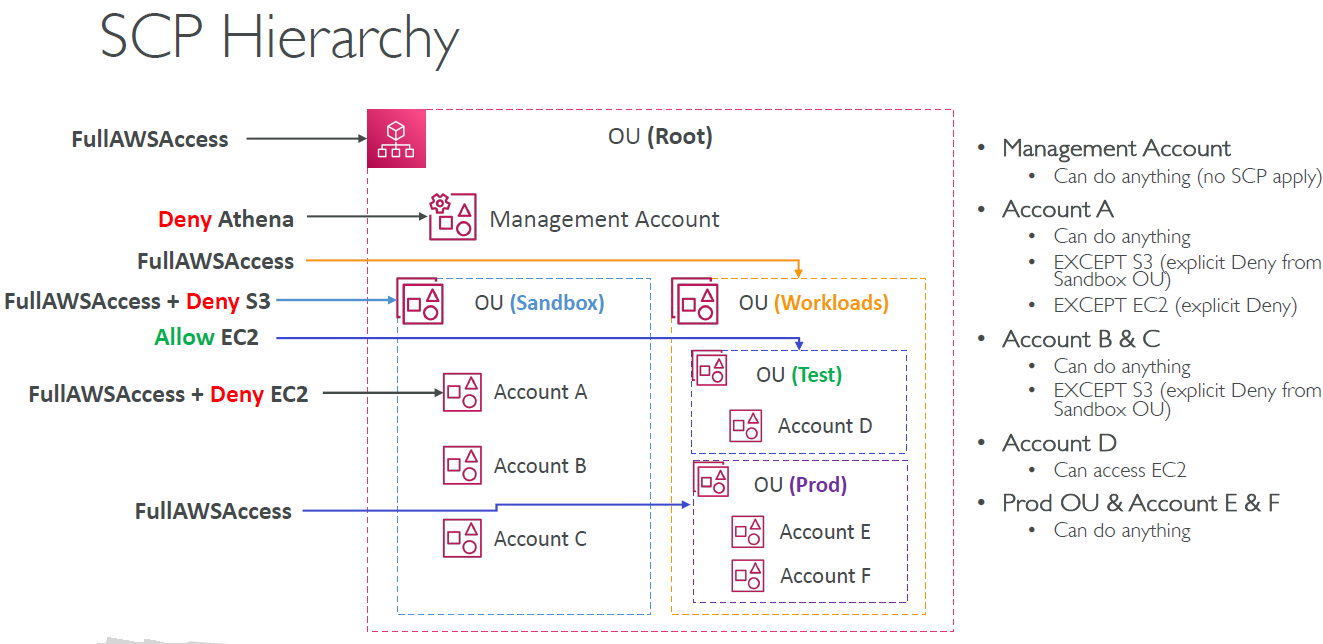 SCP Hierarchy
FullAWSAccess
OU (Root)
Deny Athena
Management Account
FullAWSAccess
FullAWSAccess + Deny S3
OU (Sandbox)
OU (Workloads)
Allow EC2
OU (Test)
FullAWSAccess + Deny EC2
Account A
Account D
Account B
OU (Prod)
FullAWSAccess
Account C
Account E
Account F
• Management Account
• Can do anything (no SCP apply)
• Account A
• Can do anything
• EXCEPT S3 (explicit Deny from
Sandbox OU)
• EXCEPT EC2 (explicit Deny)
• Account B & C
• Can do anything
• EXCEPT S3 (explicit Deny from
Sandbox OU)
• Account D
• Can access EC2
• Prod OU & Account E & F
• Can do anything